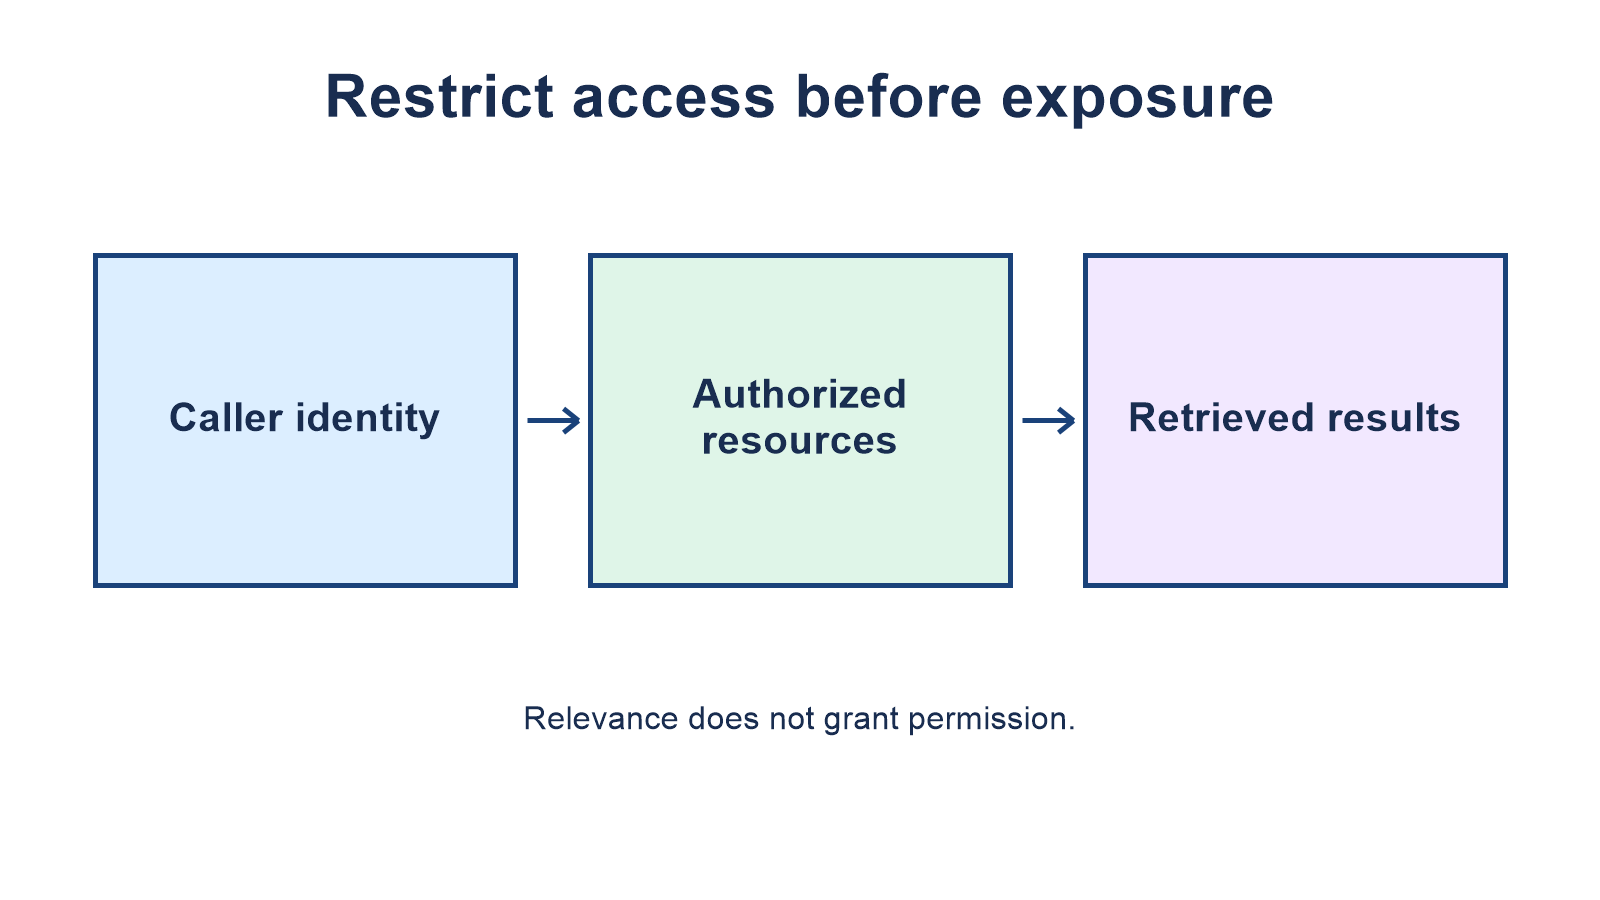 Restrict access before exposure
Caller identity
Authorized
resources
Retrieved results
Relevance does not grant permission.